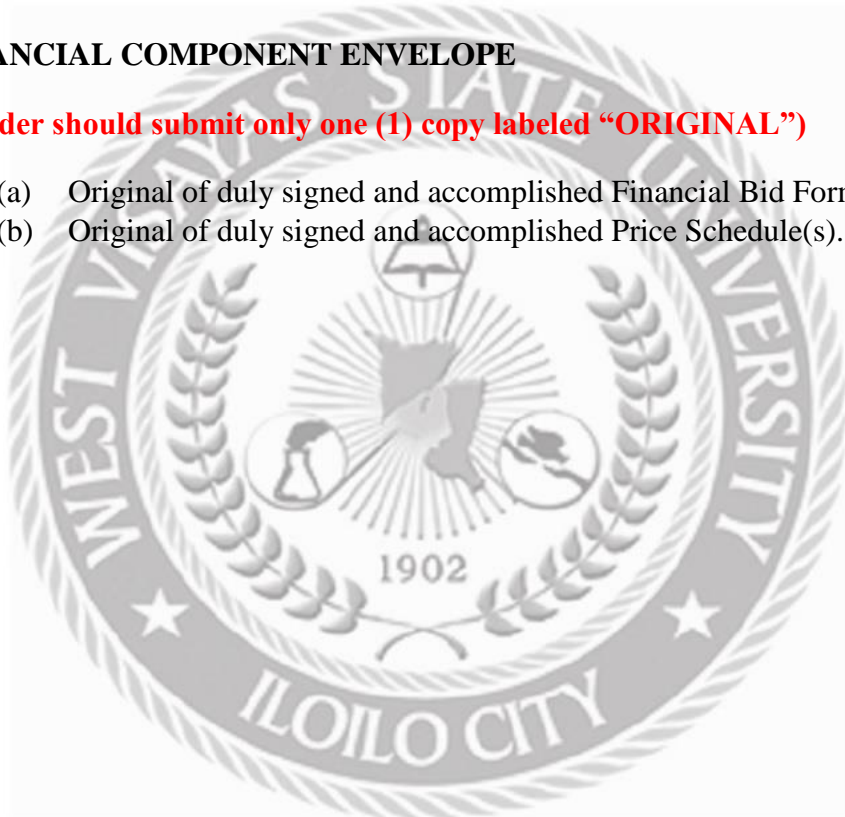 ANCIAL COMPONENT ENVELOPE
der should submit only one (1) copy labeled “ORIGINAL”)
(a) Original of duly signed and accomplished Financial Bid For
(b) Original of duly signed and accomplished Price Schedule(s).
WEST VISAYAS STATE UNIVERSITY
1902
ILOILO CITY